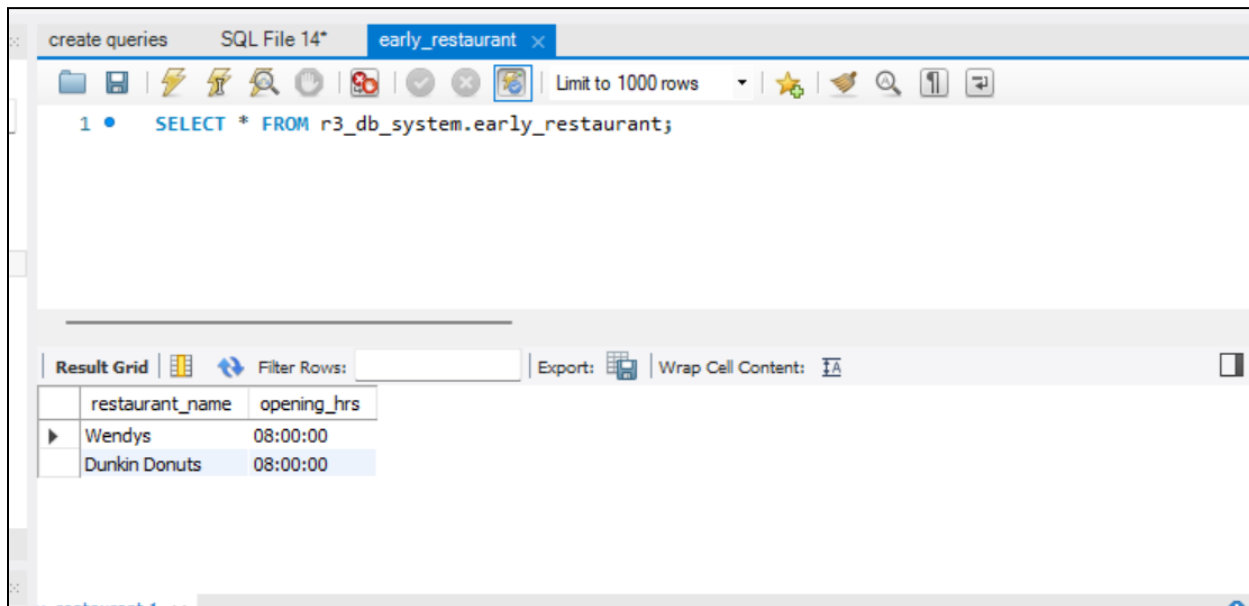 create queries SQL File 14* early_restaurant
Limit to 1000 rows
1 SELECT * FROM r3_db_system.early_restaurant;
Result Grid Filter Rows: Export: Wrap Cell Content:
restaurant_name opening_hrs
Wendys 08:00:00
Dunkin Donuts 08:00:00